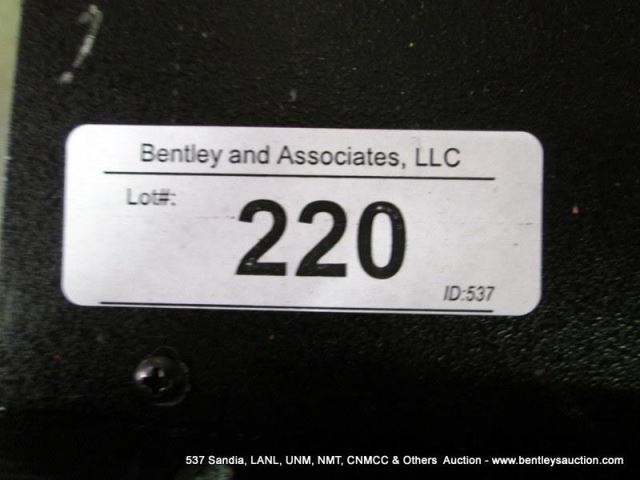 Bentley and Associates, LLC
Lot#:
220
ID:537
537 Sandia, LANL, UNM, NMT, CNMCC & Others Auction - www.bentleysauction.com